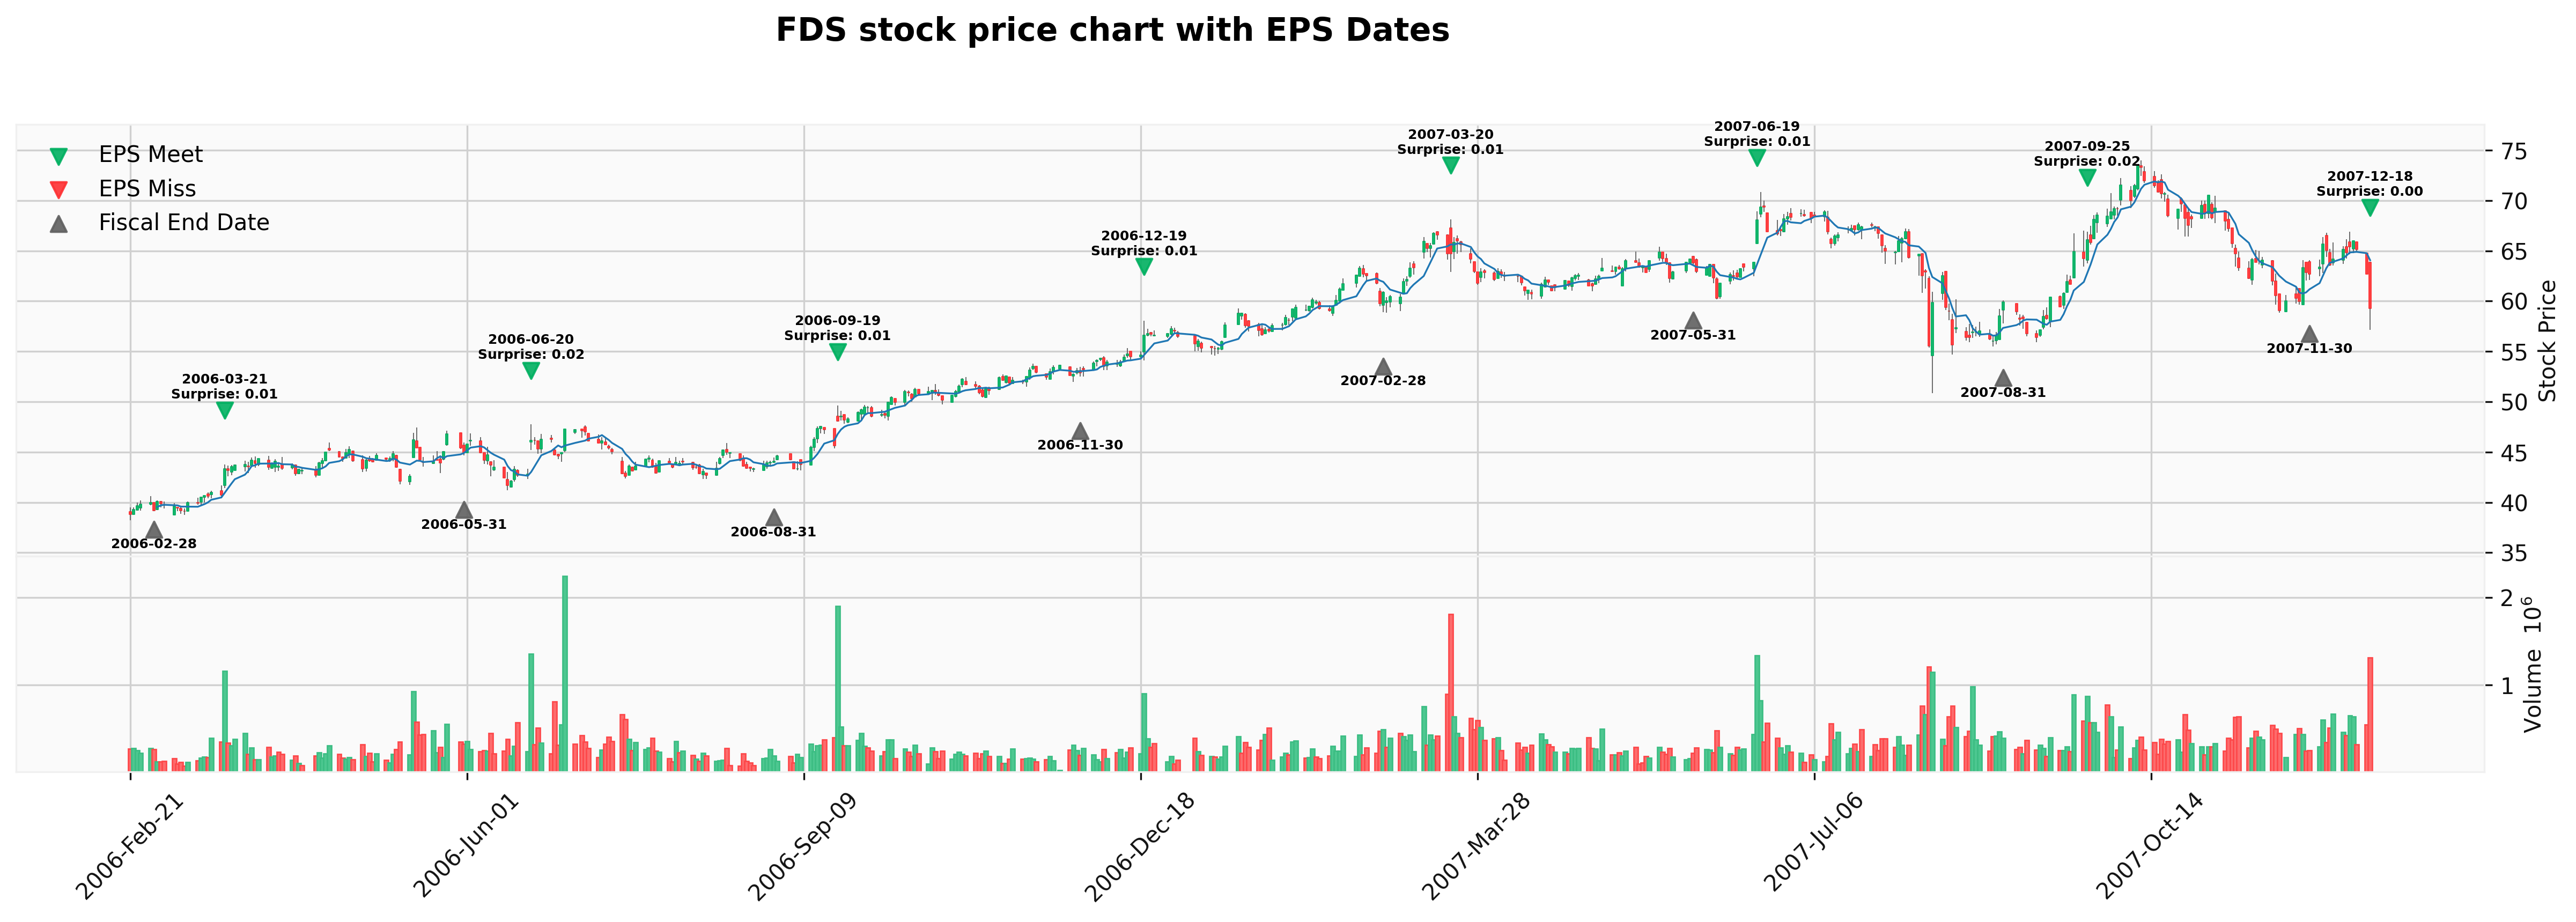 FDS stock price chart with EPS Dates
EPS Meet
EPS Miss
Fiscal End Date
2006-03-21
Surprise: 0.01
2006-06-20
Surprise: 0.02
2006-09-19
Surprise: 0.01
2006-12-19
Surprise: 0.01
2007-03-20
Surprise: 0.01
2007-06-19
Surprise: 0.01
2007-09-25
Surprise: 0.02
2007-12-18
Surprise: 0.00
2006-02-28
2006-05-31
2006-08-31
2006-11-30
2007-02-28
2007-05-31
2007-08-31
2007-11-30
75
70
65
60
55
50
45
40
35
Stock Price
2
1
Volume 10⁶
2006-Feb-21
2006-Jun-01
2006-Sep-09
2006-Dec-18
2007-Mar-28
2007-Jul-06
2007-Oct-14